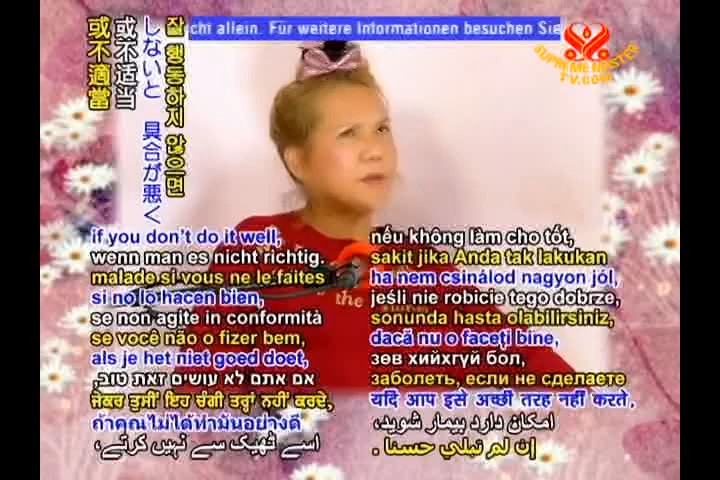 cht allein. Für weitere Informationen besuchen Sie
SUPREME MASTER
TV.COM
잘 행동하지 않으면
しないと 具合が悪く
或不适当
或不適當
if you don't do it well,
wenn man es nicht richtig.
malade si vous ne le faites
si no lo hacen bien,
se non agite in conformità
se você não o fizer bem,
als je het niet goed doet,
אם אתם לא עושים זאת טוב,
ਜੇਕਰ ਤੁਸੀਂ ਇਹ ਚੰਗੀ ਤਰ੍ਹਾਂ ਨਹੀਂ ਕਰਦੇ,
ถ้าคุณไม่ได้ทำมันอย่างดี
اسے ٹھیک سے نہیں کرتے،
nếu không làm cho tốt,
sakit jika Anda tak lakukan
ha nem csinálod nagyon jól,
jeśli nie robicie tego dobrze,
sonunda hasta olabilirsiniz,
dacă nu o faceţi bine,
зөв хийхгүй бол,
заболеть, если не сделаете
यदि आप इसे अच्छी तरह नहीं करते,
امکان دارد بیمار شوید،
إن لم تبلي حسنا .